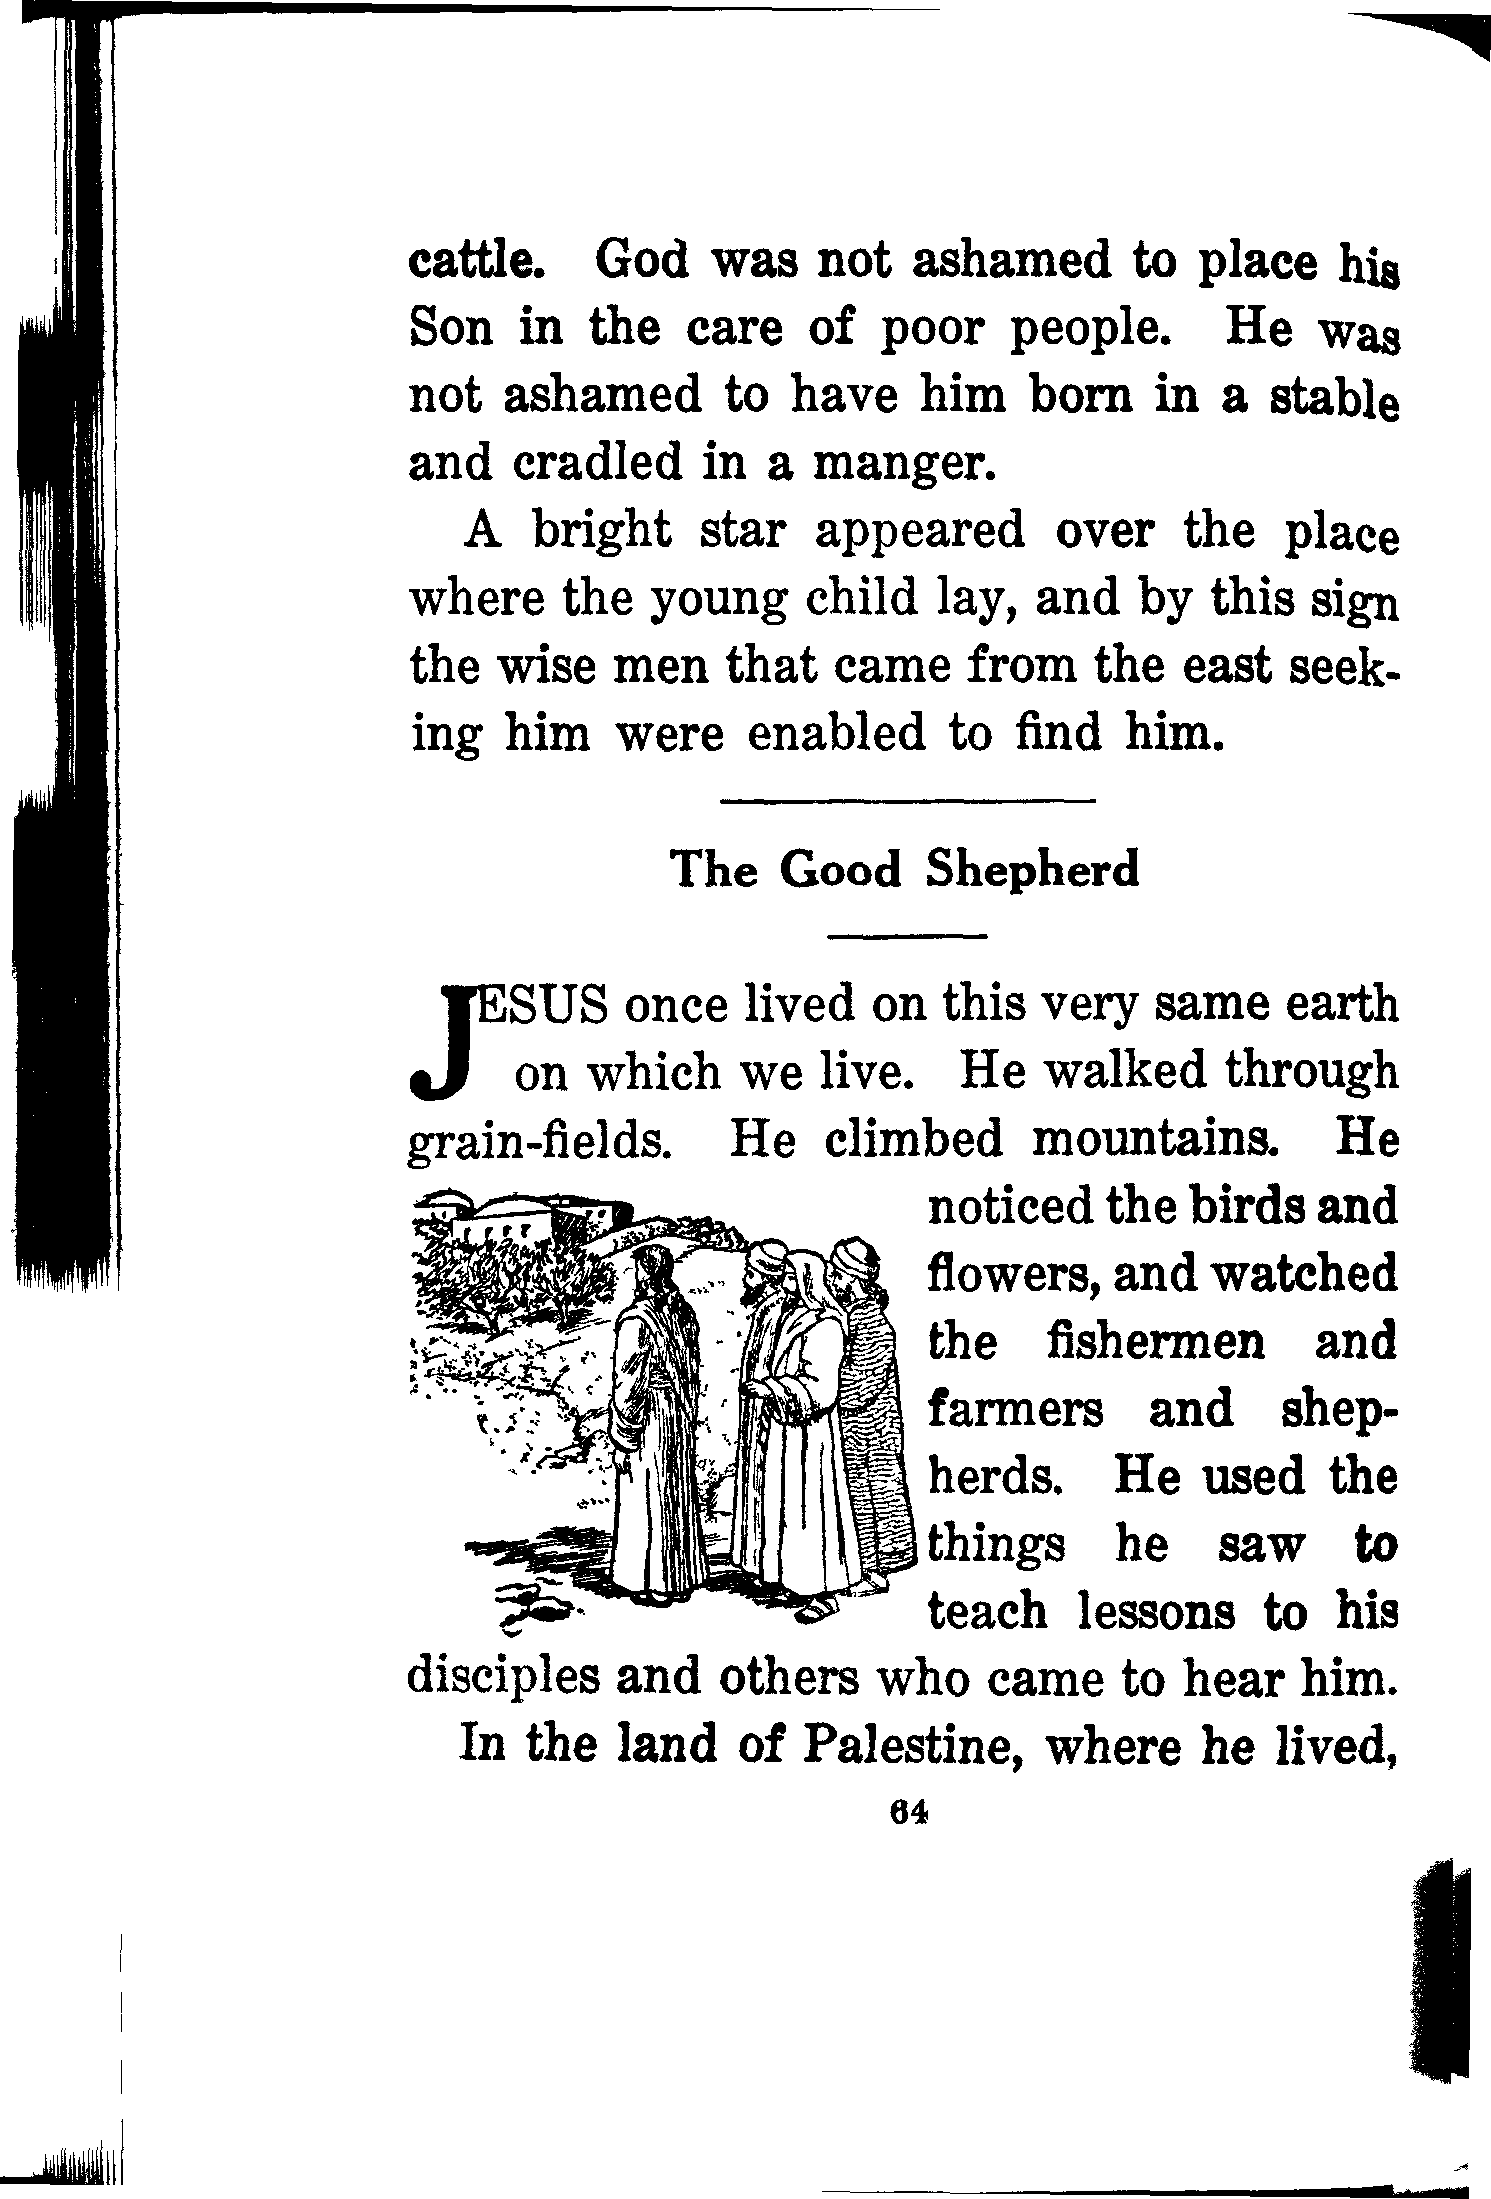 cattle. God was not ashamed to place his
Son in the care of poor people. He was
not ashamed to have him born in a stable
and cradled in a manger.
A bright star appeared over the place
where the young child lay, and by this sign
the wise men that came from the east seek-
ing him were enabled to find him.
The Good Shepherd
JESUS once lived on this very same earth
on which we live. He walked through
grain-fields. He climbed mountains. He
noticed the birds and
flowers, and watched
the fishermen and
farmers and shep-
herds. He used the
things he saw to
teach lessons to his
disciples and others who came to hear him.
In the land of Palestine, where he lived,
64